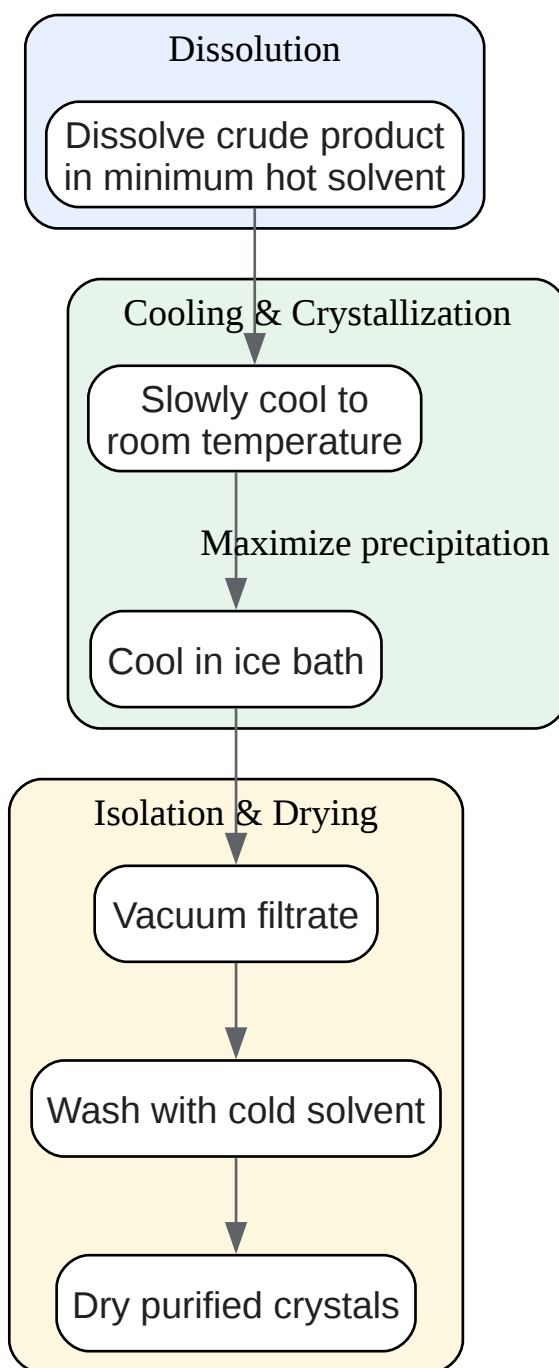 Dissolution
Dissolve crude product
in minimum hot solvent
Cooling & Crystallization
Slowly cool to
room temperature
Maximize precipitation
Cool in ice bath
Isolation & Drying
Vacuum filtrate
Wash with cold solvent
Dry purified crystals